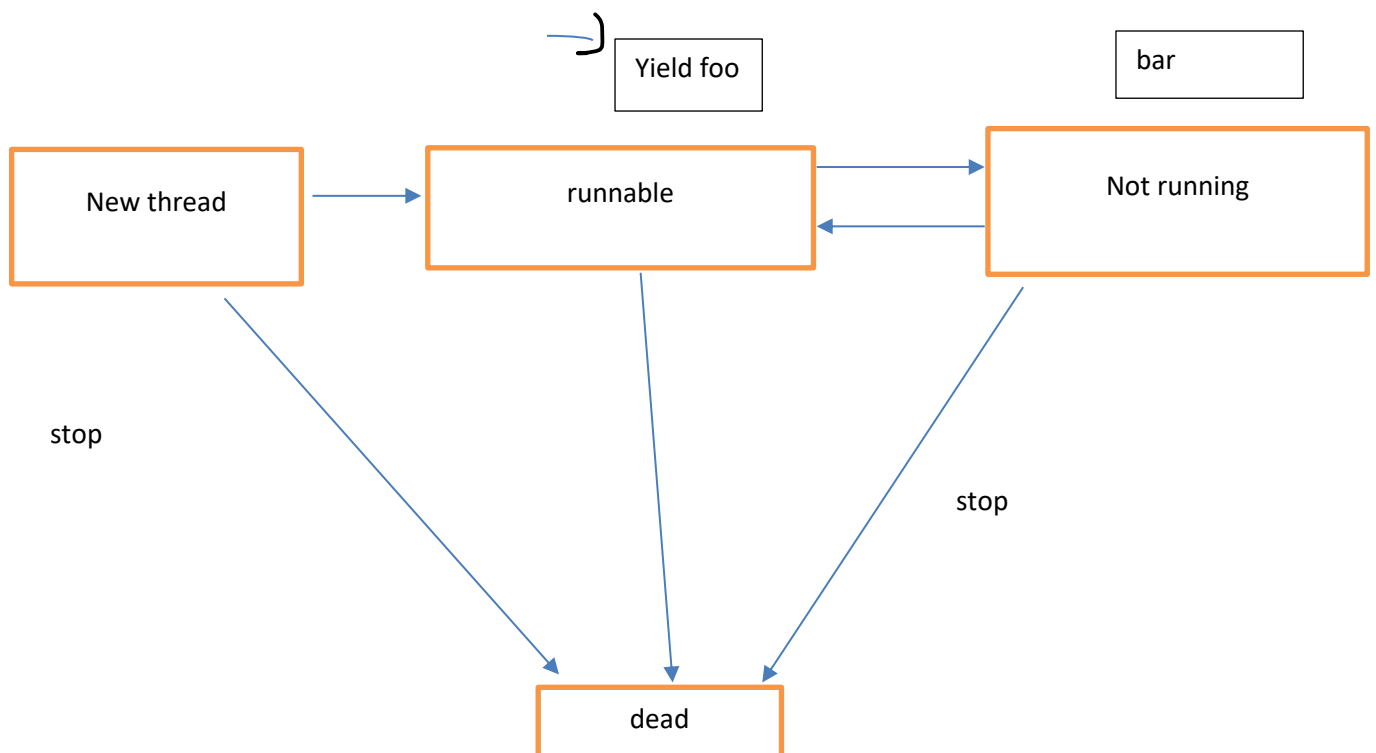 Yield foo
bar
New thread
runnable
Not running
stop
stop
dead